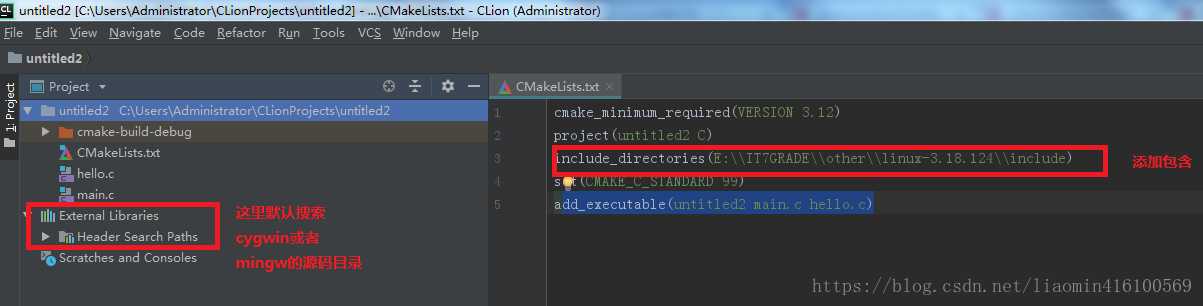 untitled2 [C:\Users\Administrator\CLionProjects\untitled2] - ...\CMakeLists.txt - CLion (Administrator)
File Edit View Navigate Code Refactor Run Tools VCS Window Help
untitled2
1: Project
Project
CMakeLists.txt
untitled2 C:\Users\Administrator\CLionProjects\untitled2
cmake-build-debug
CMakeLists.txt
hello.c
main.c
External Libraries
Header Search Paths
Scratches and Consoles
这里默认搜索
cygwin或者
mingw的源码目录
1 cmake_minimum_required(VERSION 3.12)
2 project(untitled2 C)
3 include_directories(E:\\IT7GRADE\\other\\linux-3.18.124\\include)
4 set(CMAKE_C_STANDARD 99)
5 add_executable(untitled2 main.c hello.c)
添加包含
https://blog.csdn.net/liaomin416100569